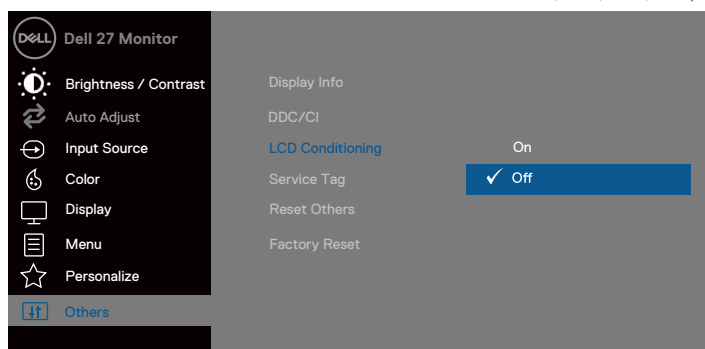 DELL Dell 27 Monitor
Brightness / Contrast
Auto Adjust
Input Source
Color
Display
Menu
Personalize
Others
Display Info
DDC/CI
LCD Conditioning
Service Tag
Reset Others
Factory Reset
On
Off